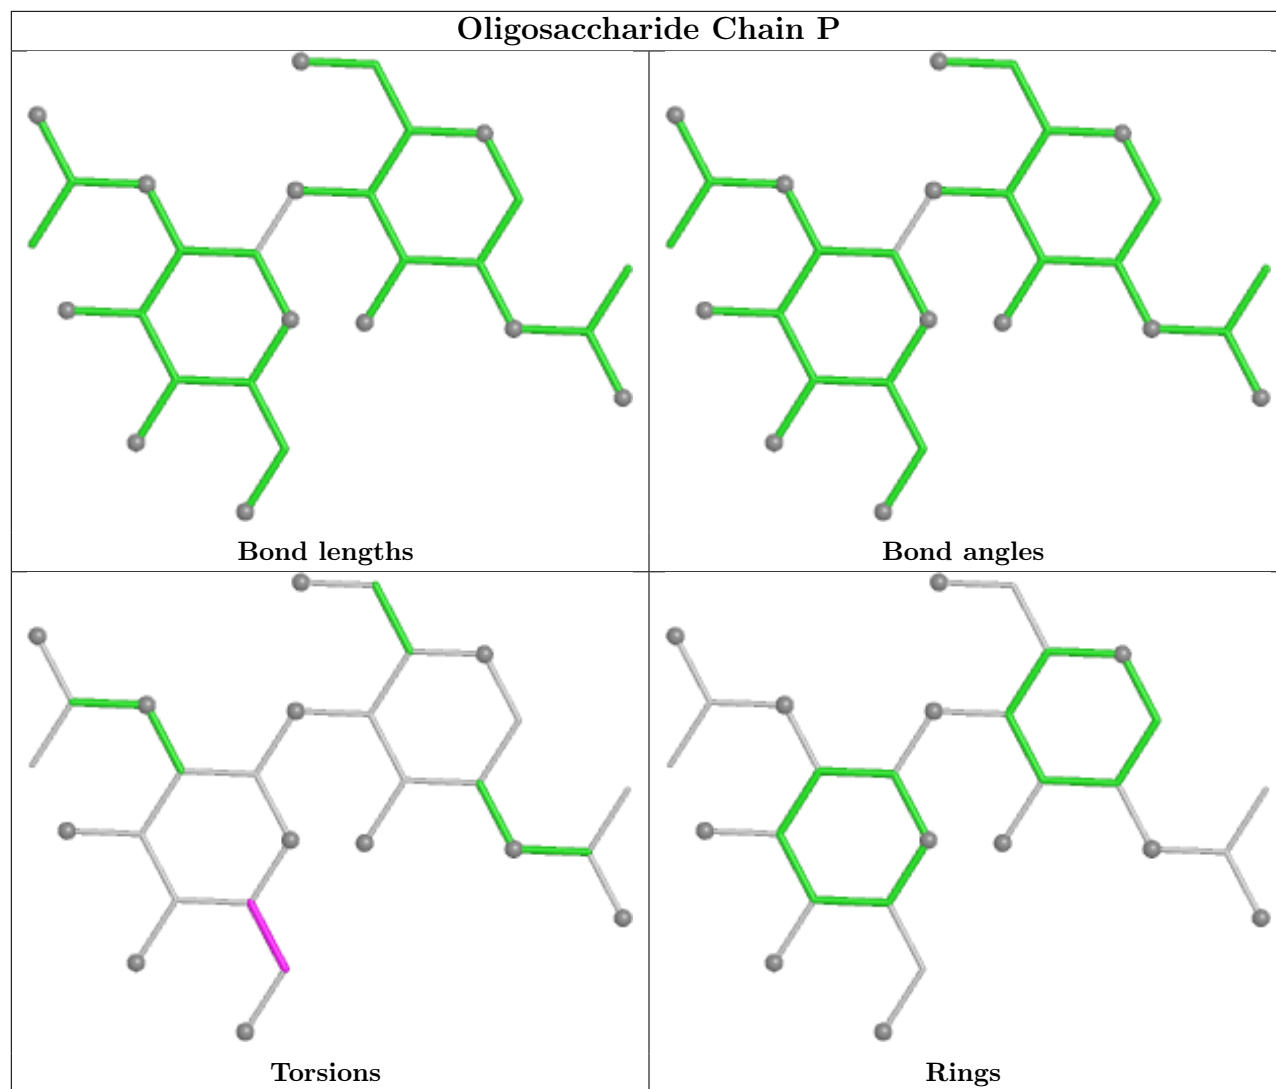 Oligosaccharide Chain P
Bond lengths
Bond angles
Torsions
Rings